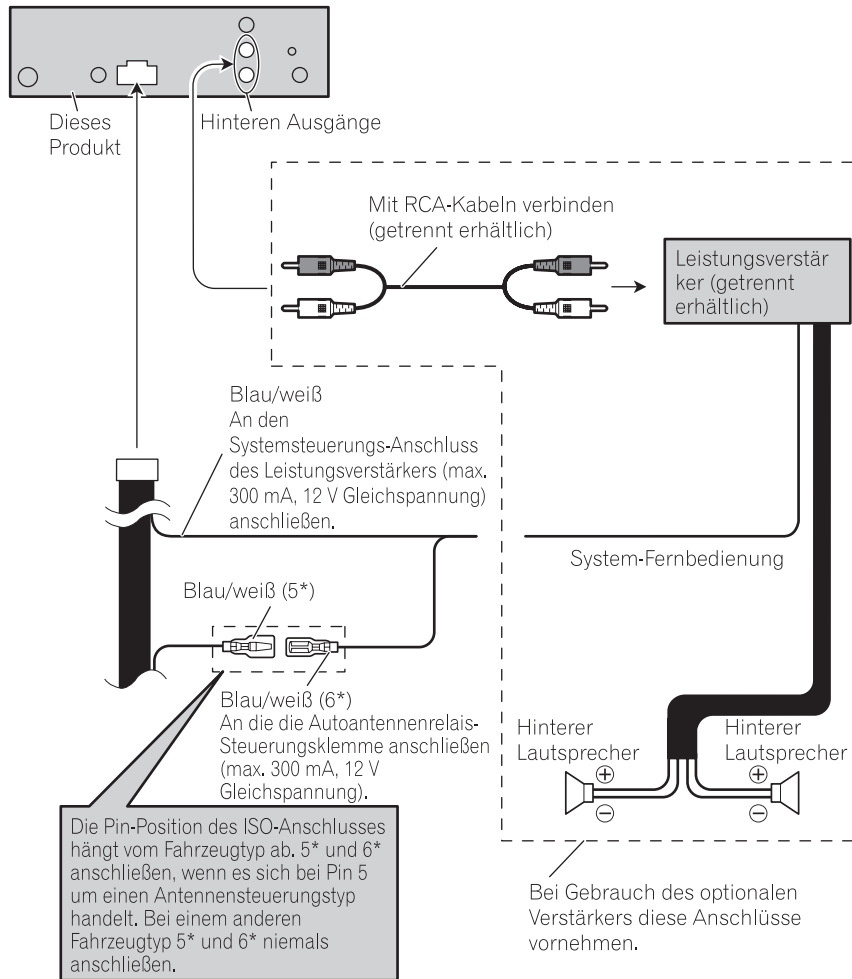 Dieses
Produkt
Hinteren Ausgänge
Mit RCA-Kabeln verbinden
(getrennt erhältlich)
Leistungsverstär
ker (getrennt
erhältlich)
Blau/weiß
An den
Systemsteuerungs-Anschluss
des Leistungsverstärkers (max.
300 mA, 12 V Gleichspannung)
anschließen.
System-Fernbedienung
Blau/weiß (5*)
Blau/weiß (6*)
An die die Autoantennenrelais-
Steuerungsklemme anschließen
(max. 300 mA, 12 V
Gleichspannung).
Hinterer
Lautsprecher
Hinterer
Lautsprecher
+
−
+
−
Die Pin-Position des ISO-Anschlusses
hängt vom Fahrzeugtyp ab. 5* und 6*
anschließen, wenn es sich bei Pin 5
um einen Antennensteuerungstyp
handelt. Bei einem anderen
Fahrzeugtyp 5* und 6* niemals
anschließen.
Bei Gebrauch des optionalen
Verstärkers diese Anschlüsse
vornehmen.